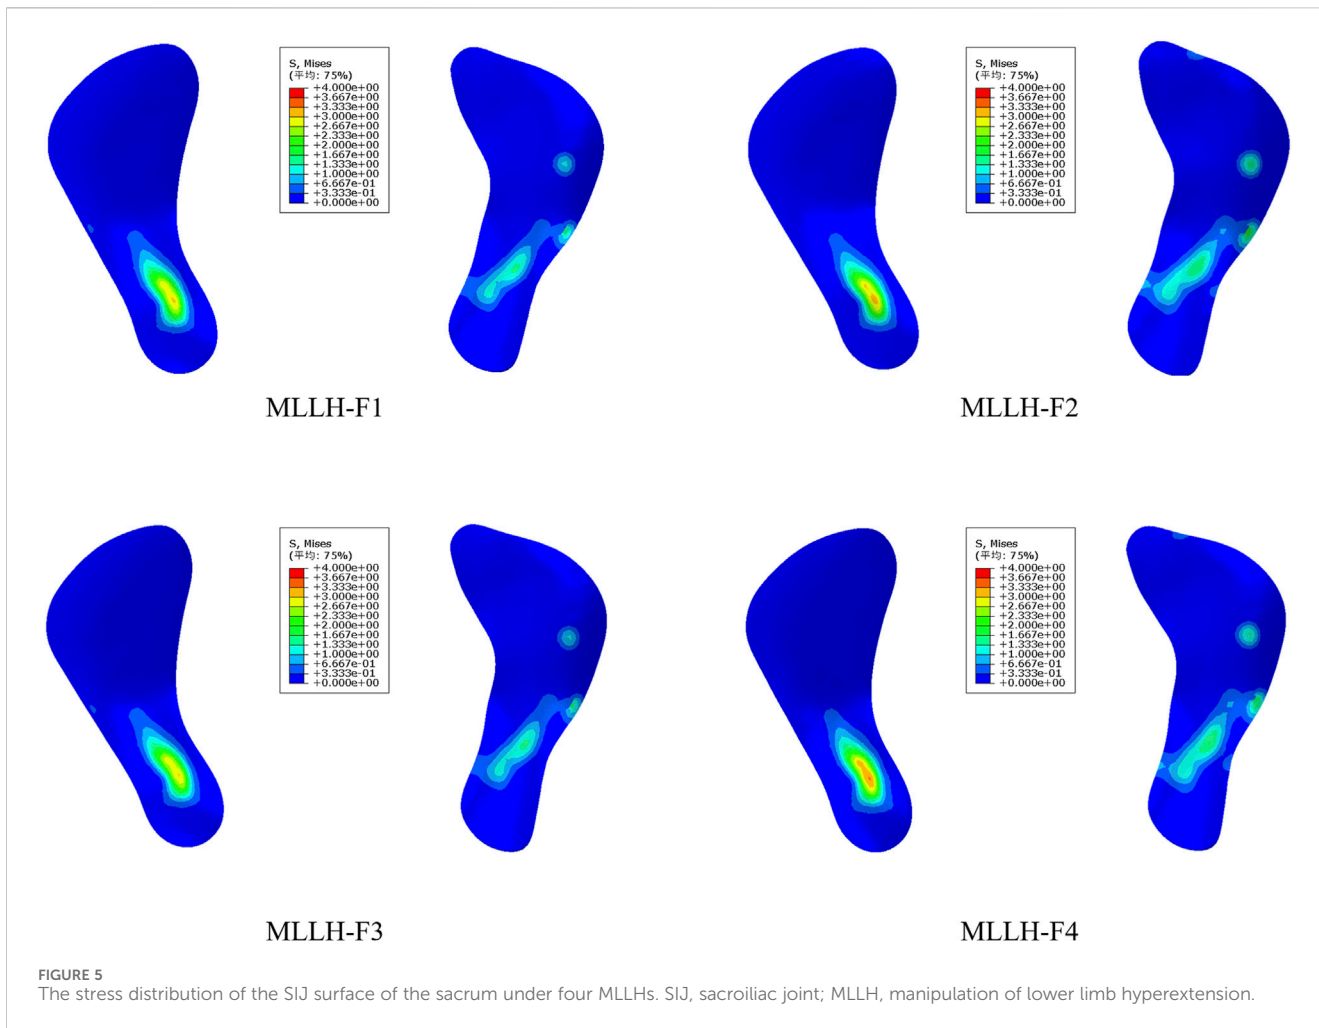 S, Mises
(平均: 75%)
+4.000e+00
+3.667e+00
+3.333e+00
+3.000e+00
+2.667e+00
+2.333e+00
+2.000e+00
+1.667e+00
+1.333e+00
+1.000e+00
+6.667e-01
+3.333e-01
+0.000e+00
MLLH-F1
S, Mises
(平均: 75%)
+4.000e+00
+3.667e+00
+3.333e+00
+3.000e+00
+2.667e+00
+2.333e+00
+2.000e+00
+1.667e+00
+1.333e+00
+1.000e+00
+6.667e-01
+3.333e-01
+0.000e+00
MLLH-F2
S, Mises
(平均: 75%)
+4.000e+00
+3.667e+00
+3.333e+00
+3.000e+00
+2.667e+00
+2.333e+00
+2.000e+00
+1.667e+00
+1.333e+00
+1.000e+00
+6.667e-01
+3.333e-01
+0.000e+00
MLLH-F3
S, Mises
(平均: 75%)
+4.000e+00
+3.667e+00
+3.333e+00
+3.000e+00
+2.667e+00
+2.333e+00
+2.000e+00
+1.667e+00
+1.333e+00
+1.000e+00
+6.667e-01
+3.333e-01
+0.000e+00
MLLH-F4
FIGURE 5
The stress distribution of the SIJ surface of the sacrum under four MLLHs. SIJ, sacroiliac joint; MLLH, manipulation of lower limb hyperextension.